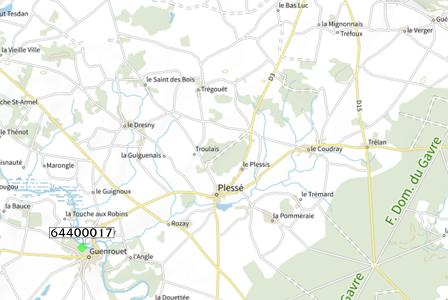 le Bas Luc
ut Tesdan
la Mignonnais
Tréfoux
le Verger
la Vieille Ville
le Saint des Bois
D3
Trégouët
D15
che St-Armel
le Thénot
le Dresny
Troulais
la Guiguenais
le Coudray
Trélan
isnauté
Marongle
le Plessis
F. Dom. du Gavre
ougou
le Guignoux
Plessé
le Trémard
la Bauce
la Touche aux Robins
Rozay
la Pommeraie
64400017
Guenrouet
l'Angle
la Douettée
Gavre